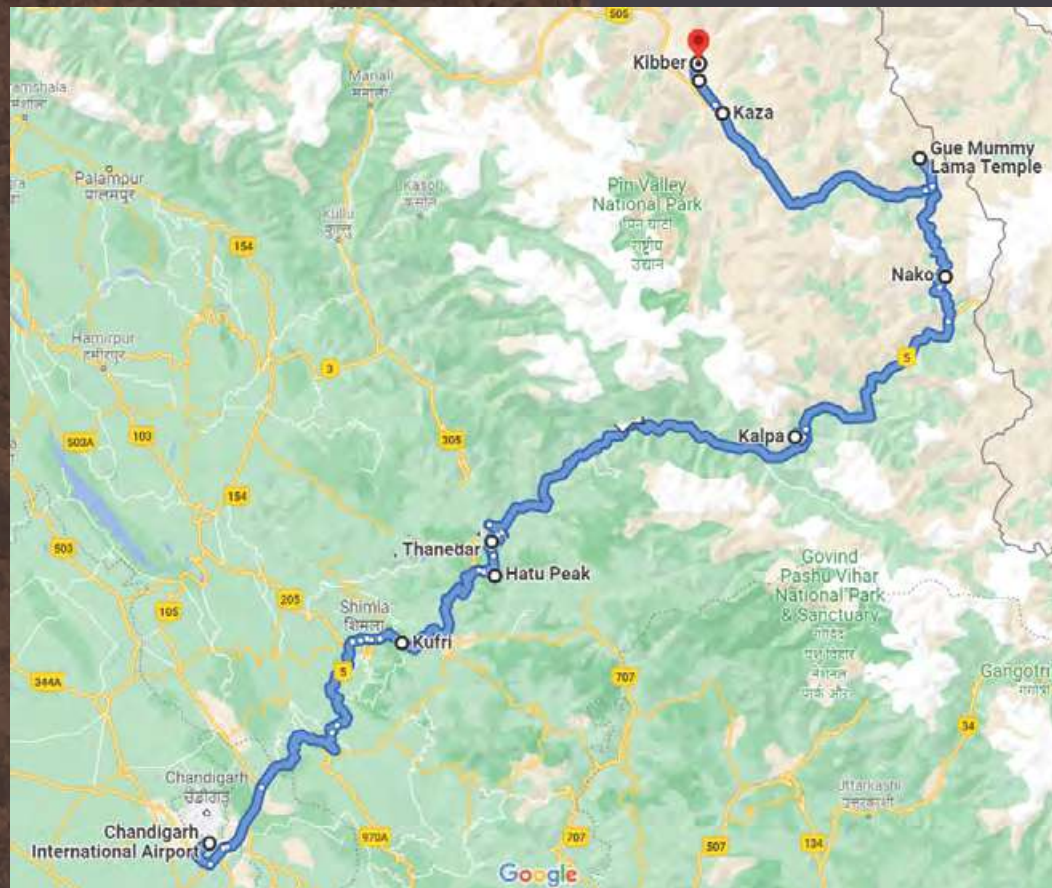 505
Kibber
Kaza
Gue Mummy
Lama Temple
Manali
मनाली
Palampur
पालमपुर
Kasol
कसोल
Pin Valley
National Park
पिन घाटी
राष्ट्रीय
उद्यान
Kullu
कुल्लू
154
Nako
Hamirpur
हमीरपुर
3
5
503A
103
305
Kalpa
154
503
Thanedar
Hatu Peak
Govind
Pashu Vihar
National Park
& Sanctuary
105
205
Shimla
शिमला
Kufri
5
344A
707
Gangotri
34
Chandigarh
चंडीगढ़
Uttarkashi
उत्तरकाशी
Chandigarh
International Airport
970A
707
507
134
Google